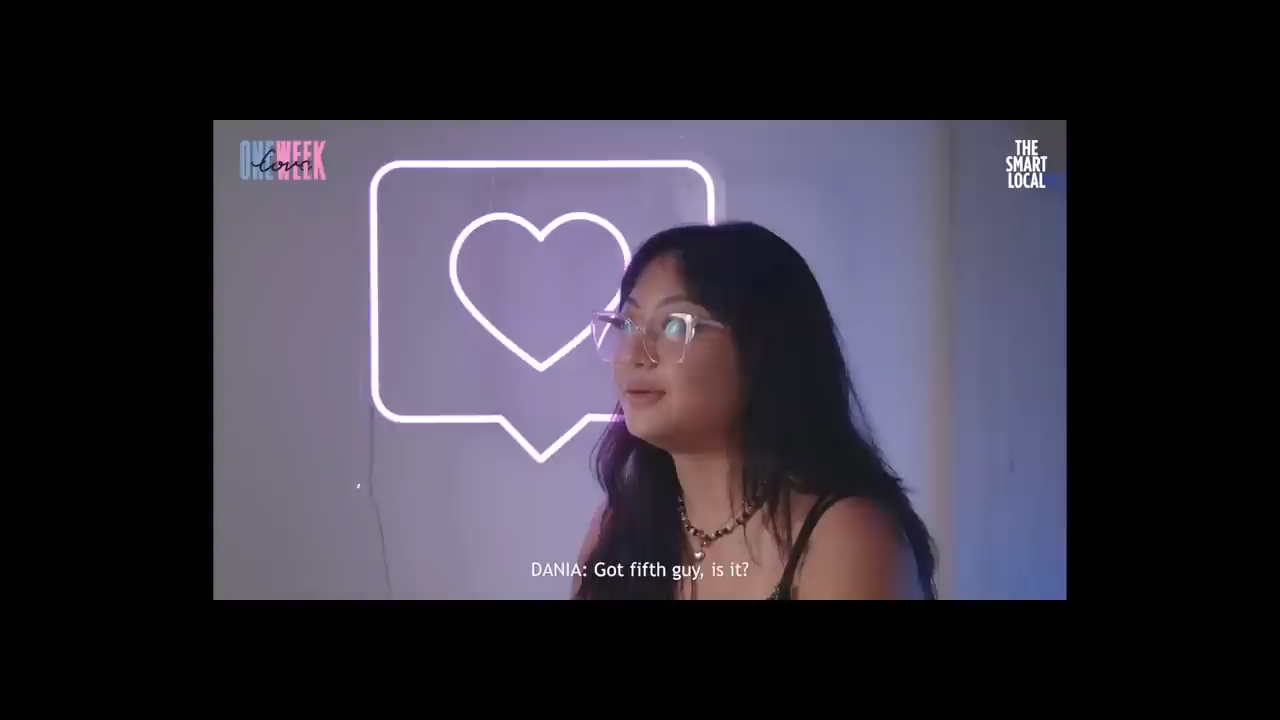 ONE WEEK
love
THE
SMART
LOCAL
DANIA: Got fifth guy, is it?